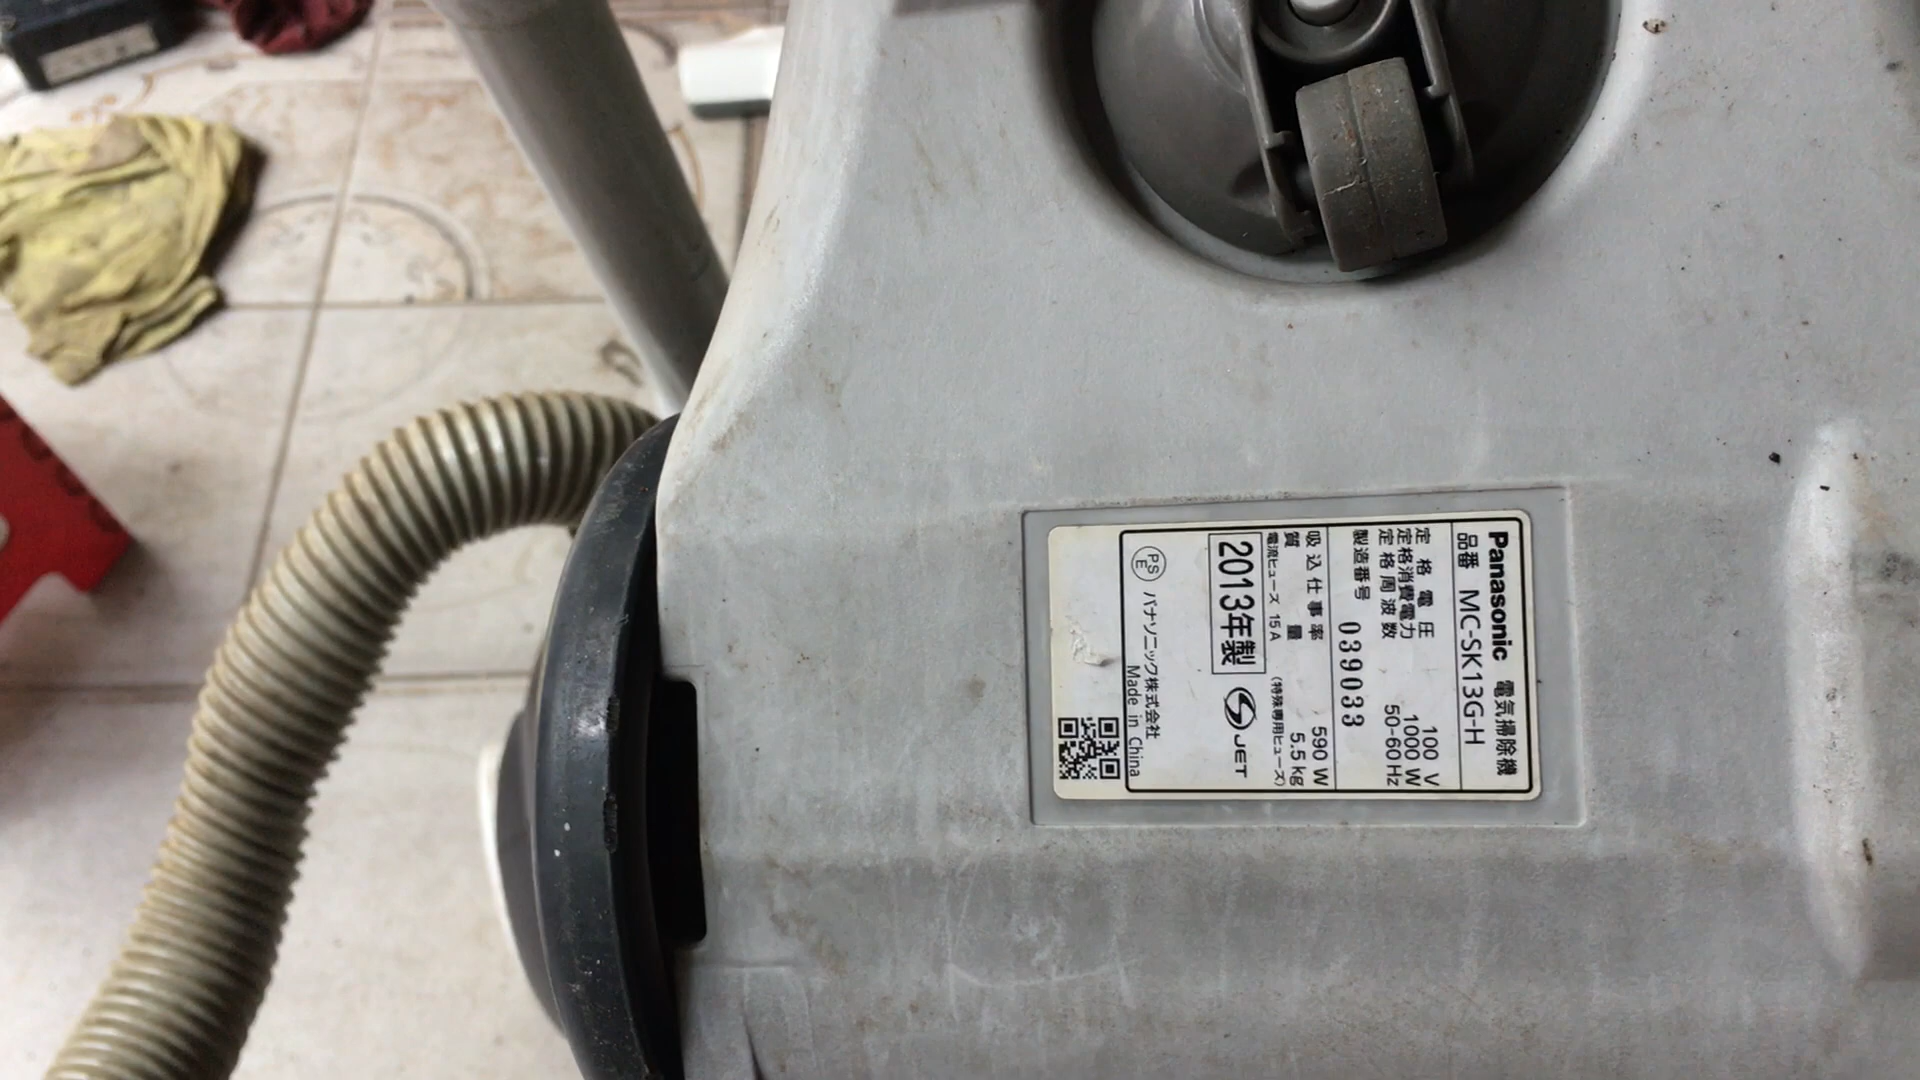 Panasonic 電気掃除機
品番 MC-SK13G-H
定格電圧 100 V
定格消費電力 1000 W
定格周波数 50-60 Hz
製造番号 039033
吸込仕事率 590 W
質量 5.5 kg
電流ヒューズ 15 A (特殊専用ヒューズ)
2013年製 JET
PS E パナソニック株式会社
Made in China